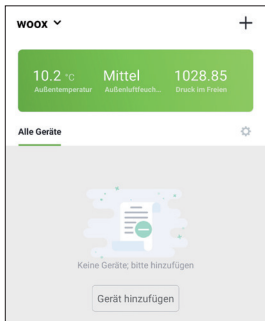 woox
10.2 °C Mittel 1028.85
Außentemperatur Außenluftfeuch... Druck im Freien
Alle Geräte
Keine Geräte; bitte hinzufügen
Gerät hinzufügen